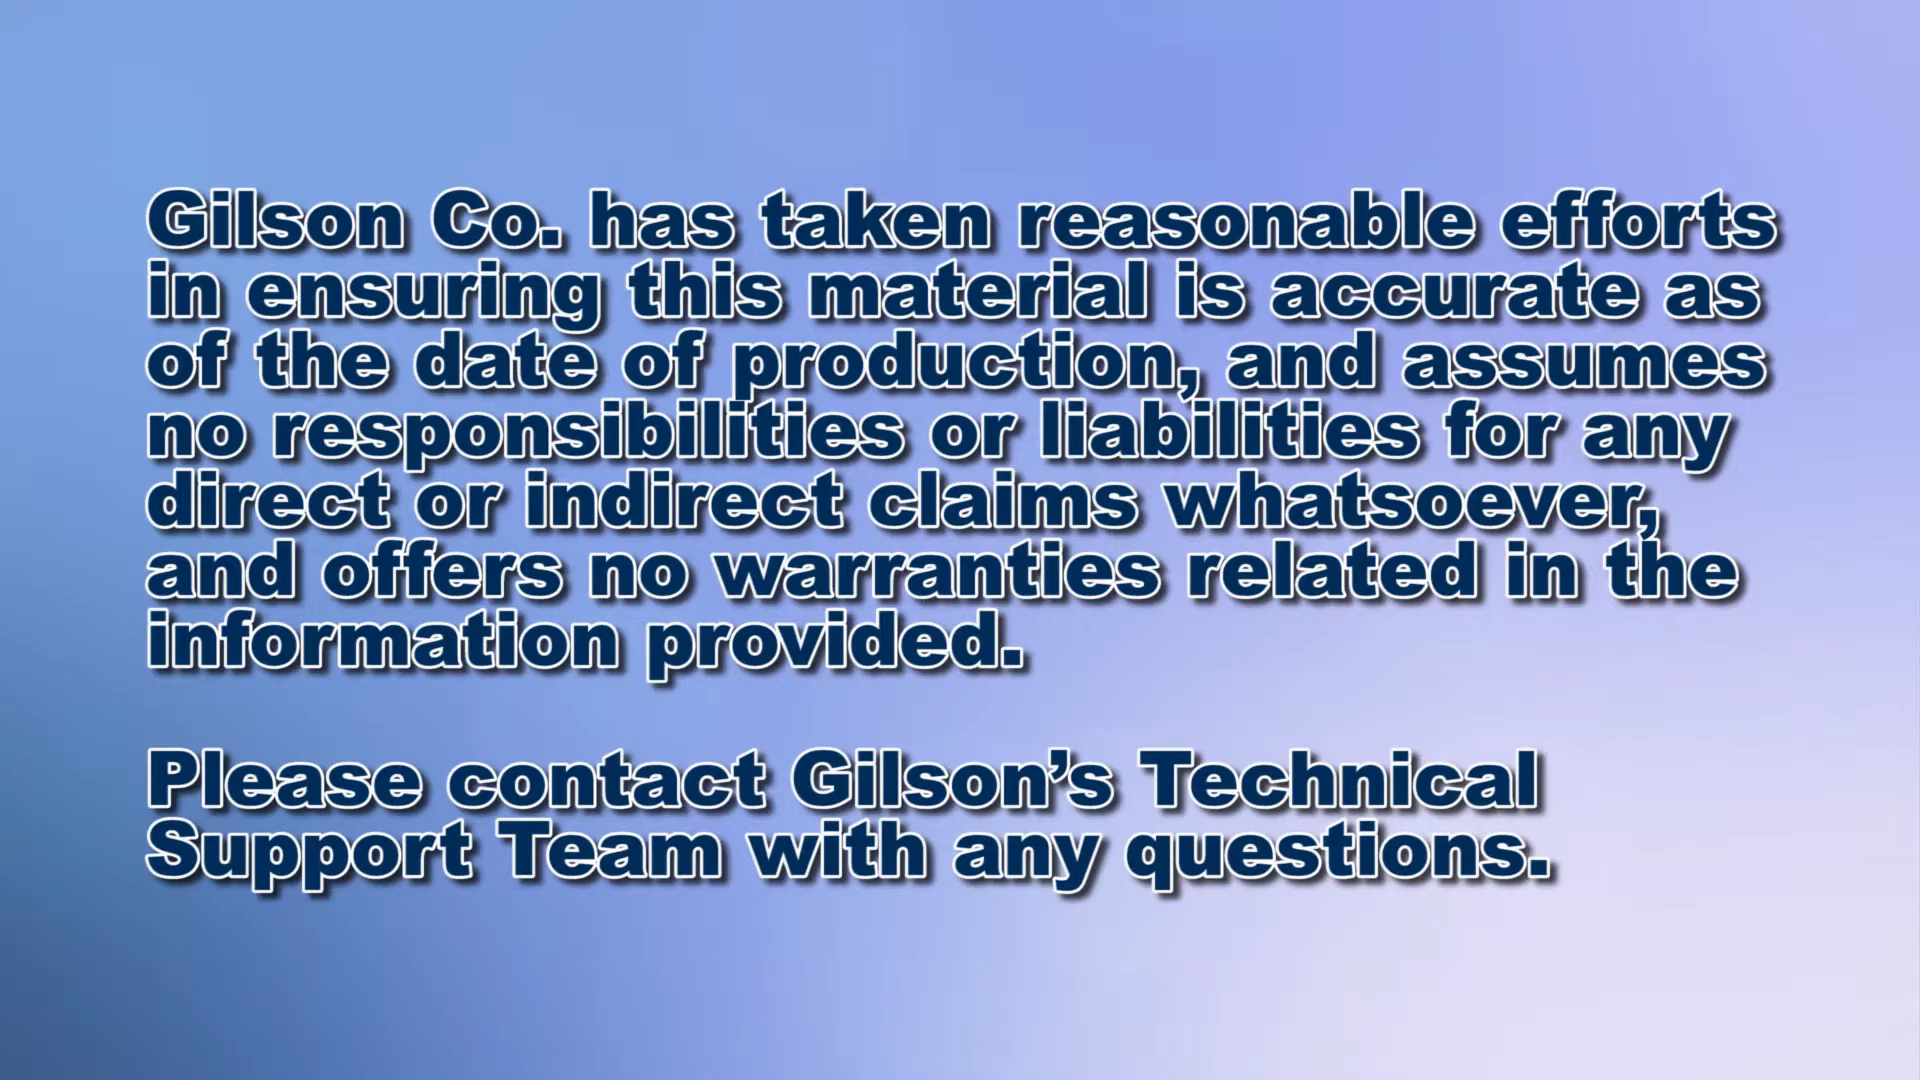 Gilson Co. has taken reasonable efforts
in ensuring this material is accurate as
of the date of production, and assumes
no responsibilities or liabilities for any
direct or indirect claims whatsoever,
and offers no warranties related in the
information provided.
Please contact Gilson’s Technical
Support Team with any questions.